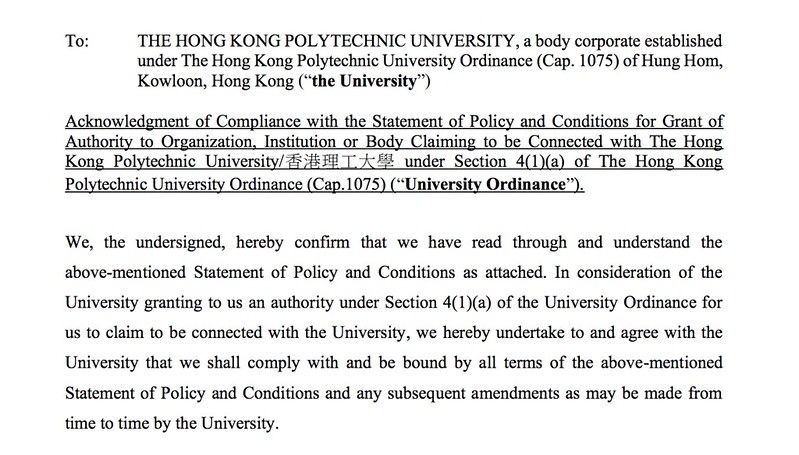 To: THE HONG KONG POLYTECHNIC UNIVERSITY, a body corporate established
under The Hong Kong Polytechnic University Ordinance (Cap. 1075) of Hung Hom,
Kowloon, Hong Kong (“the University”)
Acknowledgment of Compliance with the Statement of Policy and Conditions for Grant of
Authority to Organization, Institution or Body Claiming to be Connected with The Hong
Kong Polytechnic University/香港理工大學 under Section 4(1)(a) of The Hong Kong
Polytechnic University Ordinance (Cap.1075) (“University Ordinance”).
We, the undersigned, hereby confirm that we have read through and understand the
above-mentioned Statement of Policy and Conditions as attached. In consideration of the
University granting to us an authority under Section 4(1)(a) of the University Ordinance for
us to claim to be connected with the University, we hereby undertake to and agree with the
University that we shall comply with and be bound by all terms of the above-mentioned
Statement of Policy and Conditions and any subsequent amendments as may be made from
time to time by the University.